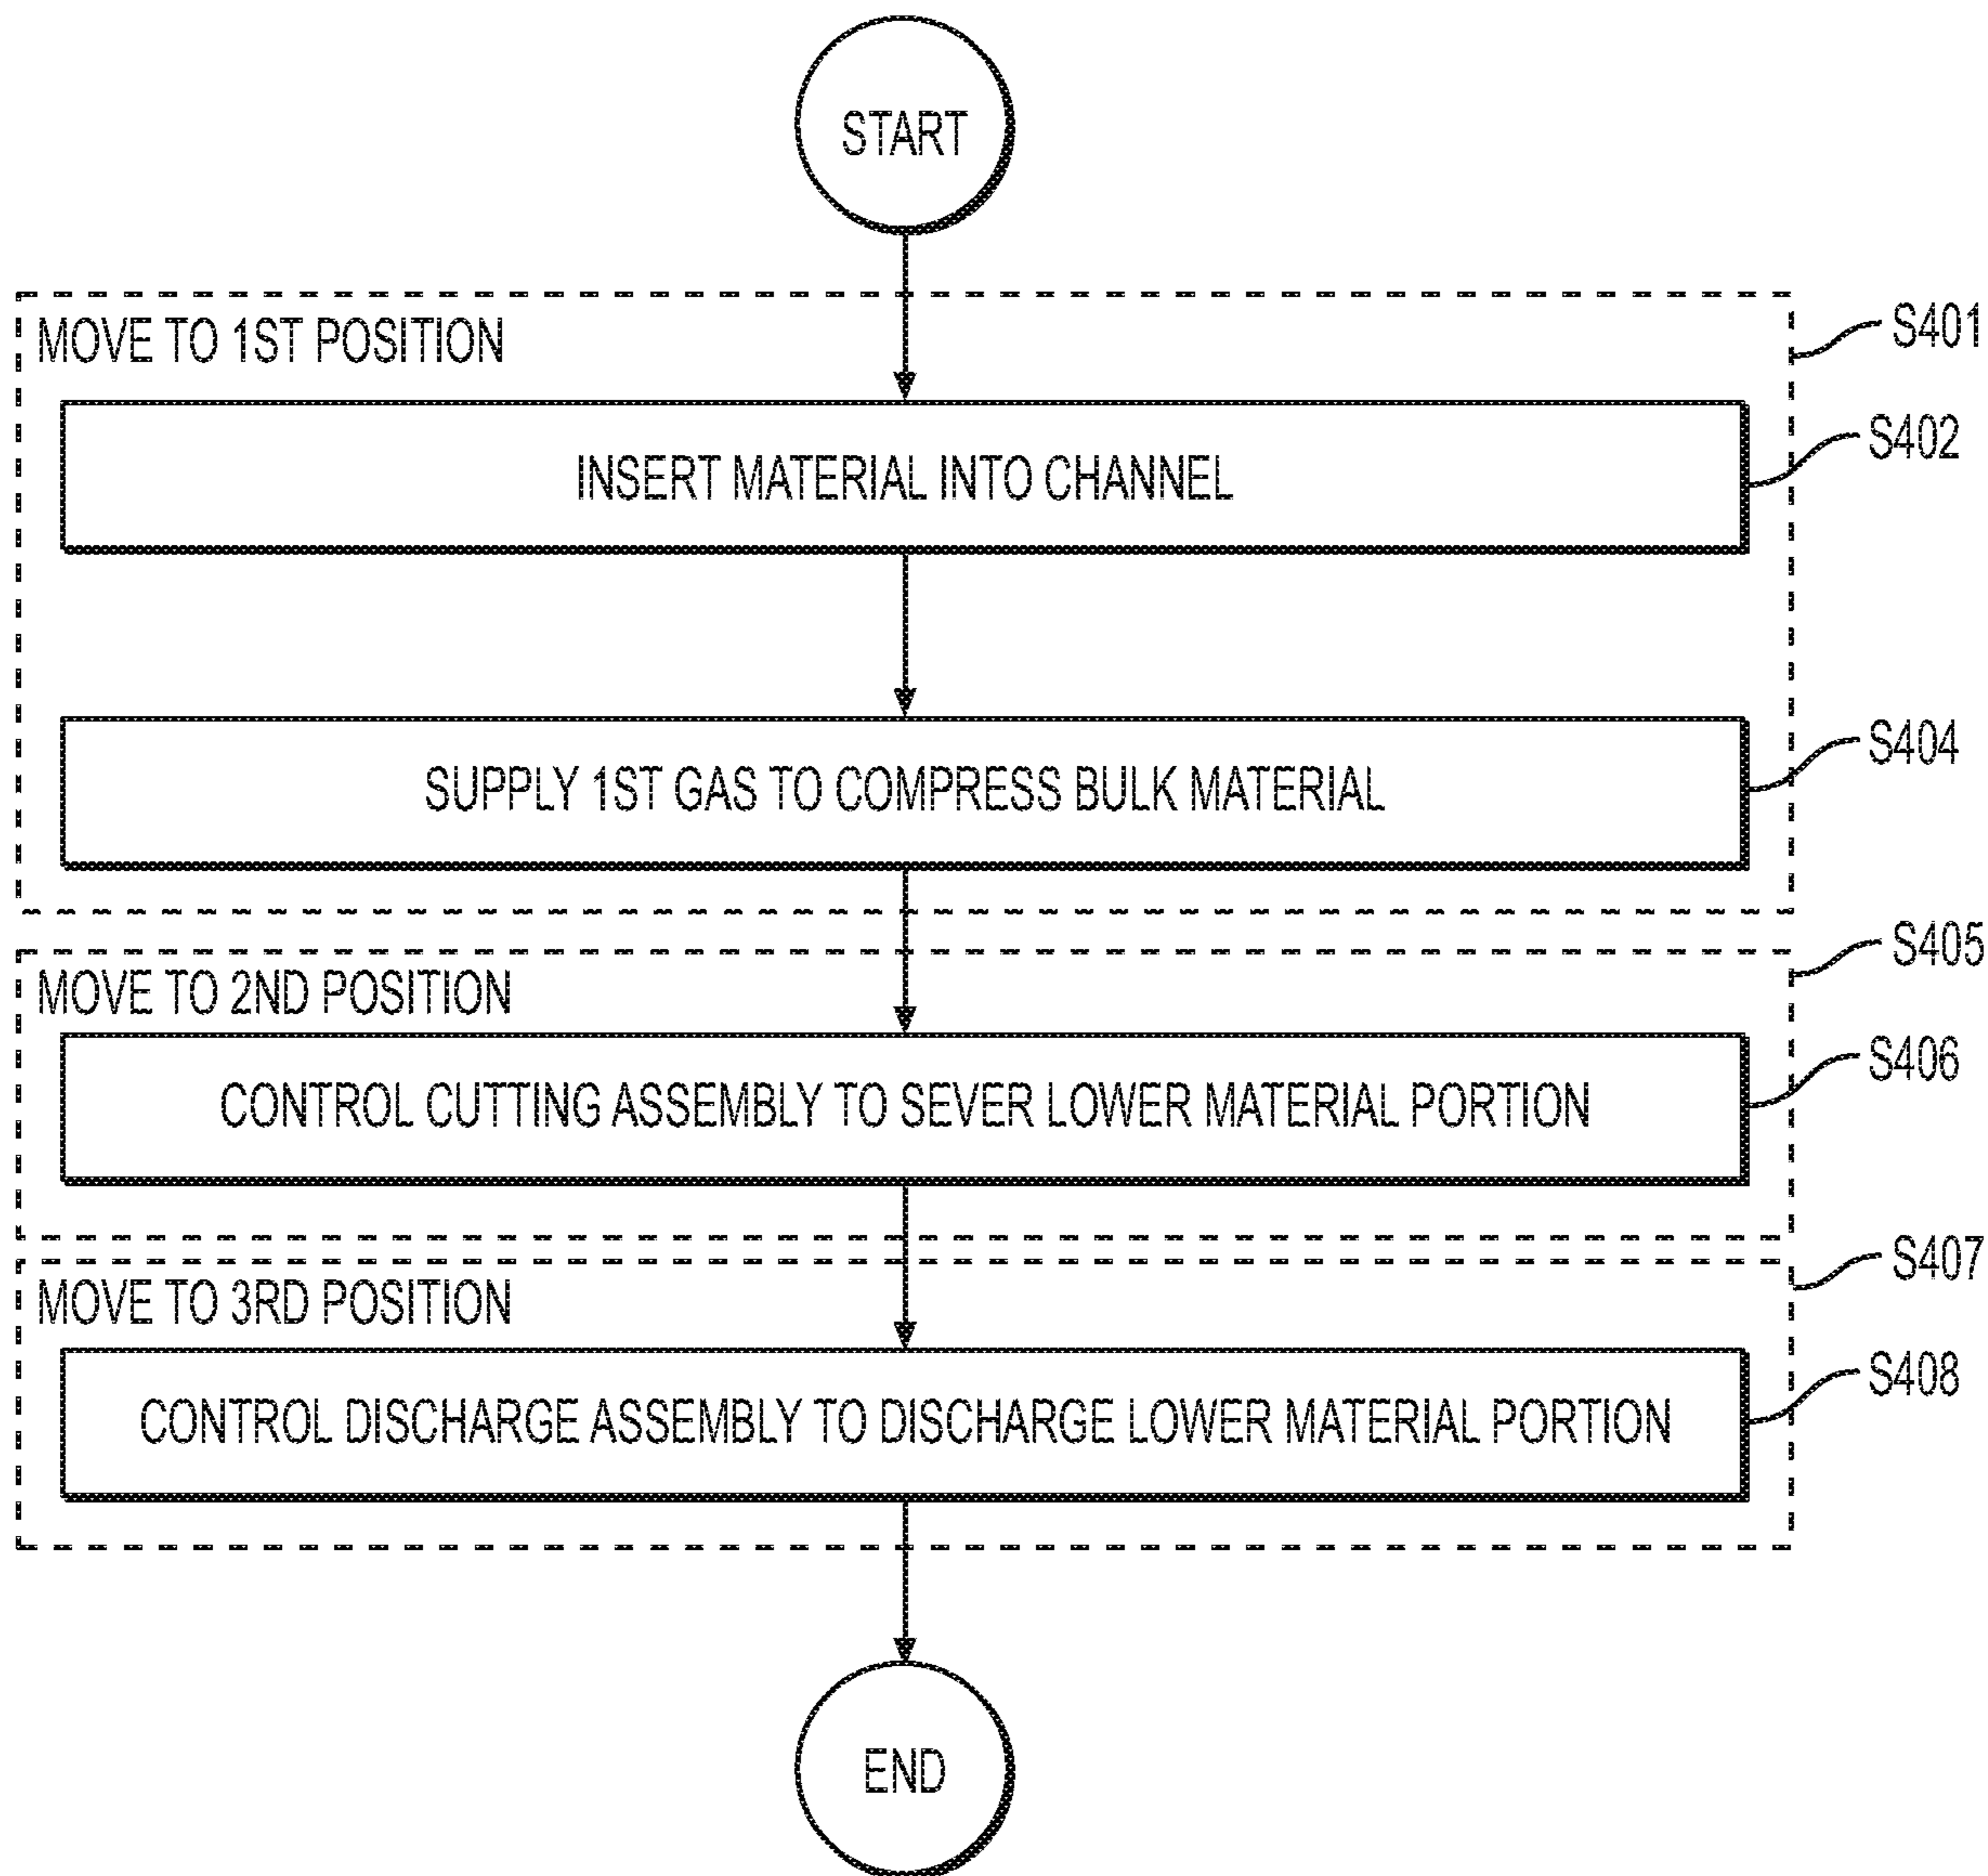 START
MOVE TO 1ST POSITION
S401
INSERT MATERIAL INTO CHANNEL
S402
SUPPLY 1ST GAS TO COMPRESS BULK MATERIAL
S404
MOVE TO 2ND POSITION
S405
CONTROL CUTTING ASSEMBLY TO SEVER LOWER MATERIAL PORTION
S406
MOVE TO 3RD POSITION
S407
CONTROL DISCHARGE ASSEMBLY TO DISCHARGE LOWER MATERIAL PORTION
S408
END